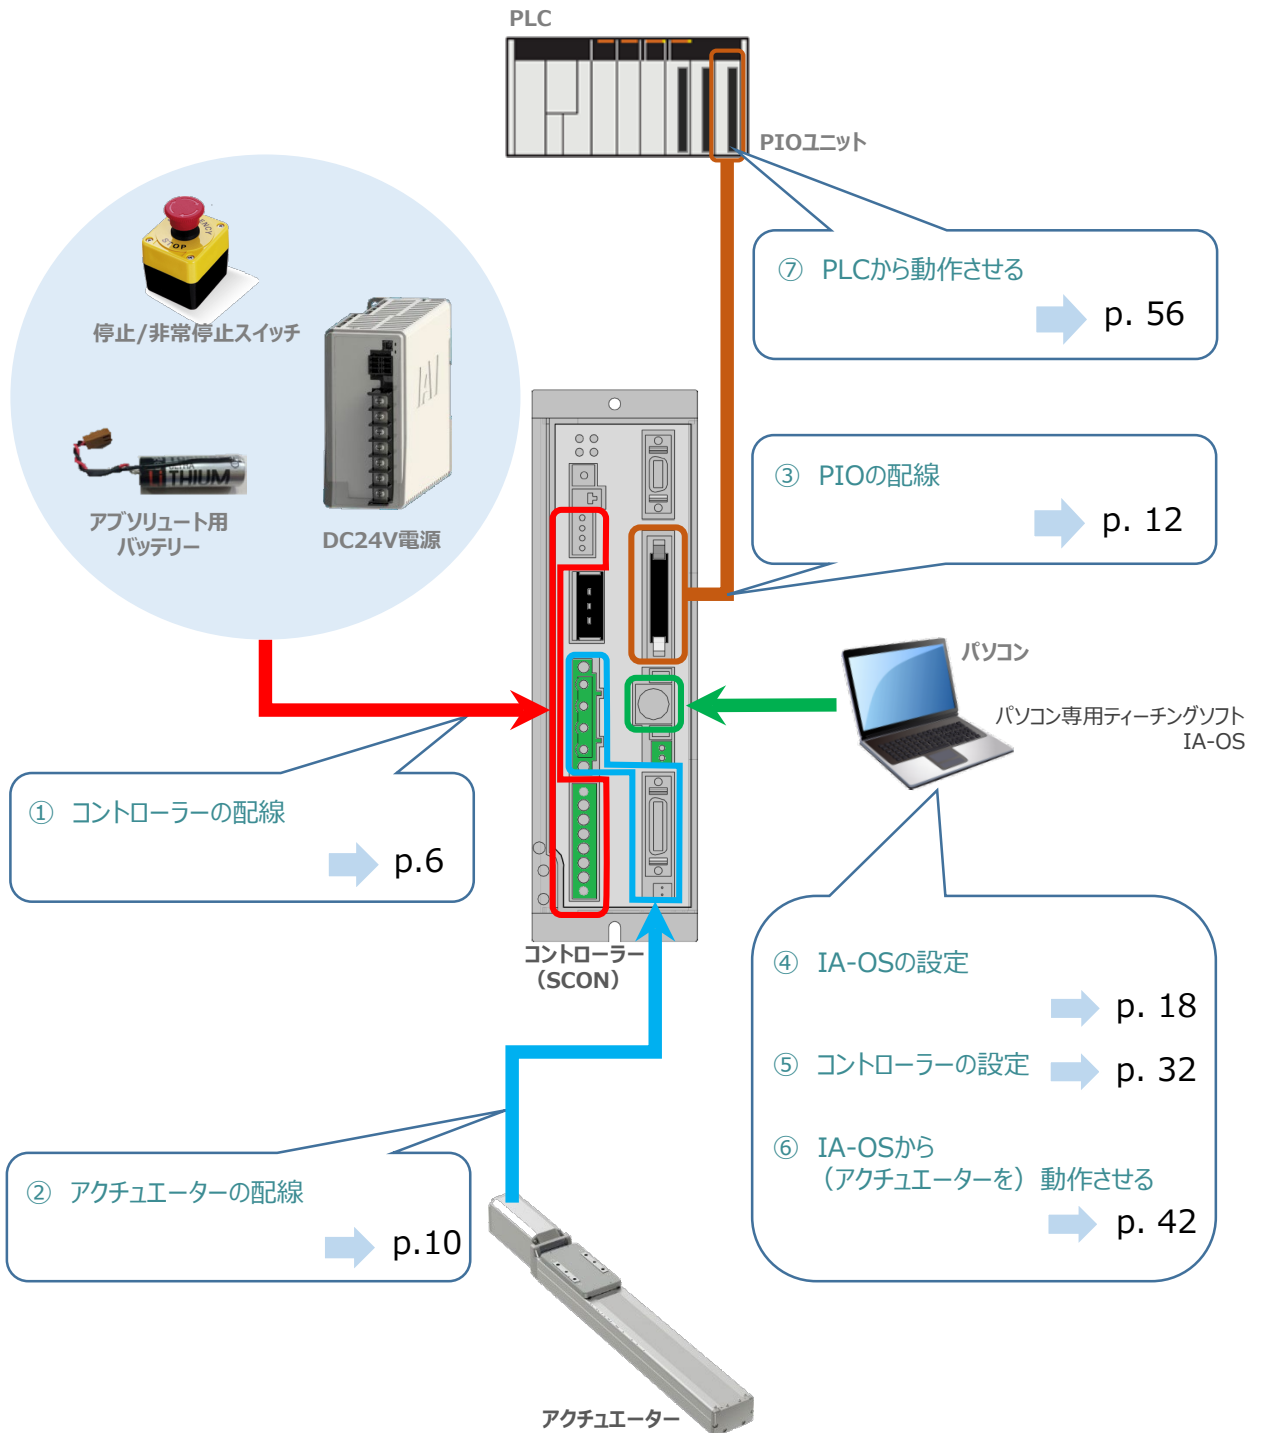 PLC
PIOユニット
⑦ PLCから動作させる
p. 56
STOP
停止/非常停止スイッチ
LITHIUM
アブソリュート用
バッテリー
IAI
DC24V電源
③ PIOの配線
p. 12
パソコン
パソコン専用ティーチングソフト
IA-OS
① コントローラーの配線
p.6
コントローラー
（SCON）
④ IA-OSの設定
p. 18
⑤ コントローラーの設定
p. 32
⑥ IA-OSから
（アクチュエーターを）動作させる
p. 42
② アクチュエーターの配線
p.10
アクチュエーター